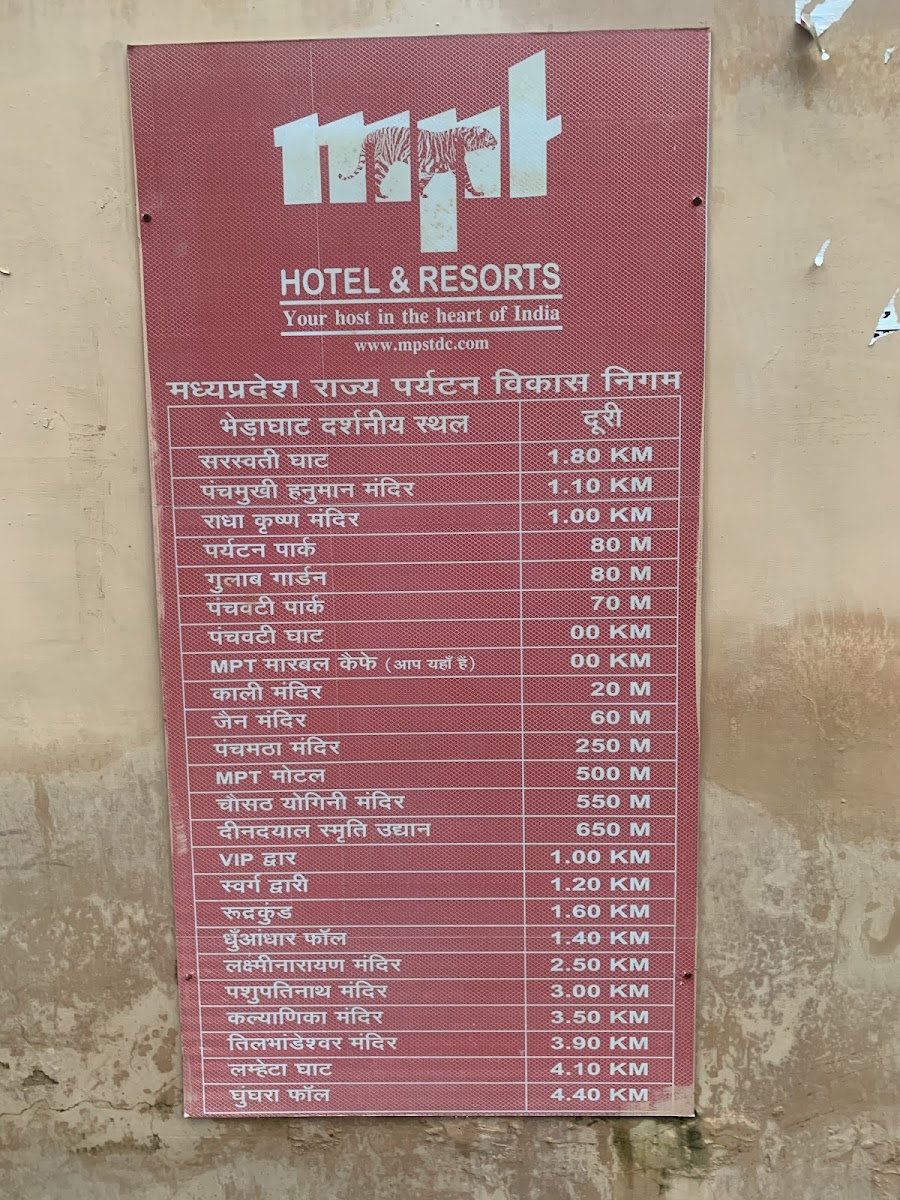 mpt
HOTEL & RESORTS
Your host in the heart of India
www.mpstdc.com
मध्यप्रदेश राज्य पर्यटन विकास निगम
भेड़ाघाट दर्शनीय स्थल दूरी
सरस्वती घाट 1.80 KM
पंचमुखी हनुमान मंदिर 1.10 KM
राधा कृष्ण मंदिर 1.00 KM
पर्यटन पार्क 80 M
गुलाब गार्डन 80 M
पंचवटी पार्क 70 M
पंचवटी घाट 00 KM
MPT मारबल कैफे (आप यहाँ हैं) 00 KM
काली मंदिर 20 M
जैन मंदिर 60 M
पंचमठा मंदिर 250 M
MPT मोटल 500 M
चौसठ योगिनी मंदिर 550 M
दीनदयाल स्मृति उद्यान 650 M
VIP द्वार 1.00 KM
स्वर्ग द्वारी 1.20 KM
रूद्रकुंड 1.60 KM
धुँआंधार फॉल 1.40 KM
लक्ष्मीनारायण मंदिर 2.50 KM
पशुपतिनाथ मंदिर 3.00 KM
कल्याणिका मंदिर 3.50 KM
तिलमांडेश्वर मंदिर 3.90 KM
लम्हेटा घाट 4.10 KM
घुंघरा फॉल 4.40 KM